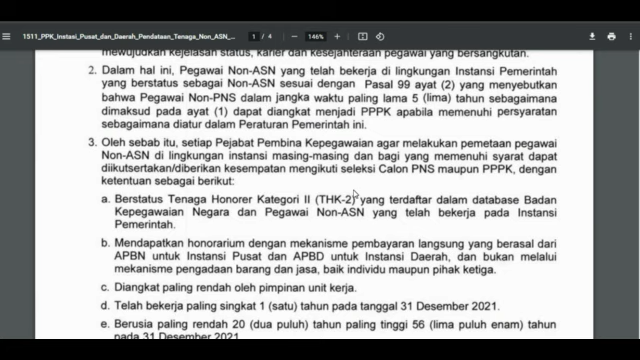 1511_PPK_Instasi_Pusat_dan_Daerah_Pendataan_Tenaga_Non_ASN_...
1 / 4
146%
mewujudkan kejelasan status, karier dan kesejahteraan pegawai yang bersangkutan.
2. Dalam hal ini, Pegawai Non-ASN yang telah bekerja di lingkungan Instansi Pemerintah
yang berstatus sebagai Non-ASN sesuai dengan Pasal 99 ayat (2) yang menyebutkan
bahwa Pegawai Non-PNS dalam jangka waktu paling lama 5 (lima) tahun sebagaimana
dimaksud pada ayat (1) dapat diangkat menjadi PPPK apabila memenuhi persyaratan
sebagaimana diatur dalam Peraturan Pemerintah ini.
3. Oleh sebab itu, setiap Pejabat Pembina Kepegawaian agar melakukan pemetaan pegawai
Non-ASN di lingkungan instansi masing-masing dan bagi yang memenuhi syarat dapat
diikutsertakan/diberikan kesempatan mengikuti seleksi Calon PNS maupun PPPK, dengan
ketentuan sebagai berikut:
a. Berstatus Tenaga Honorer Kategori II (THK-2) yang terdaftar dalam database Badan
Kepegawaian Negara dan Pegawai Non-ASN yang telah bekerja pada Instansi
Pemerintah.
b. Mendapatkan honorarium dengan mekanisme pembayaran langsung yang berasal dari
APBN untuk Instansi Pusat dan APBD untuk Instansi Daerah, dan bukan melalui
mekanisme pengadaan barang dan jasa, baik individu maupun pihak ketiga.
c. Diangkat paling rendah oleh pimpinan unit kerja.
d. Telah bekerja paling singkat 1 (satu) tahun pada tanggal 31 Desember 2021.
e. Berusia paling rendah 20 (dua puluh) tahun paling tinggi 56 (lima puluh enam) tahun
pada 31 Desember 2021.